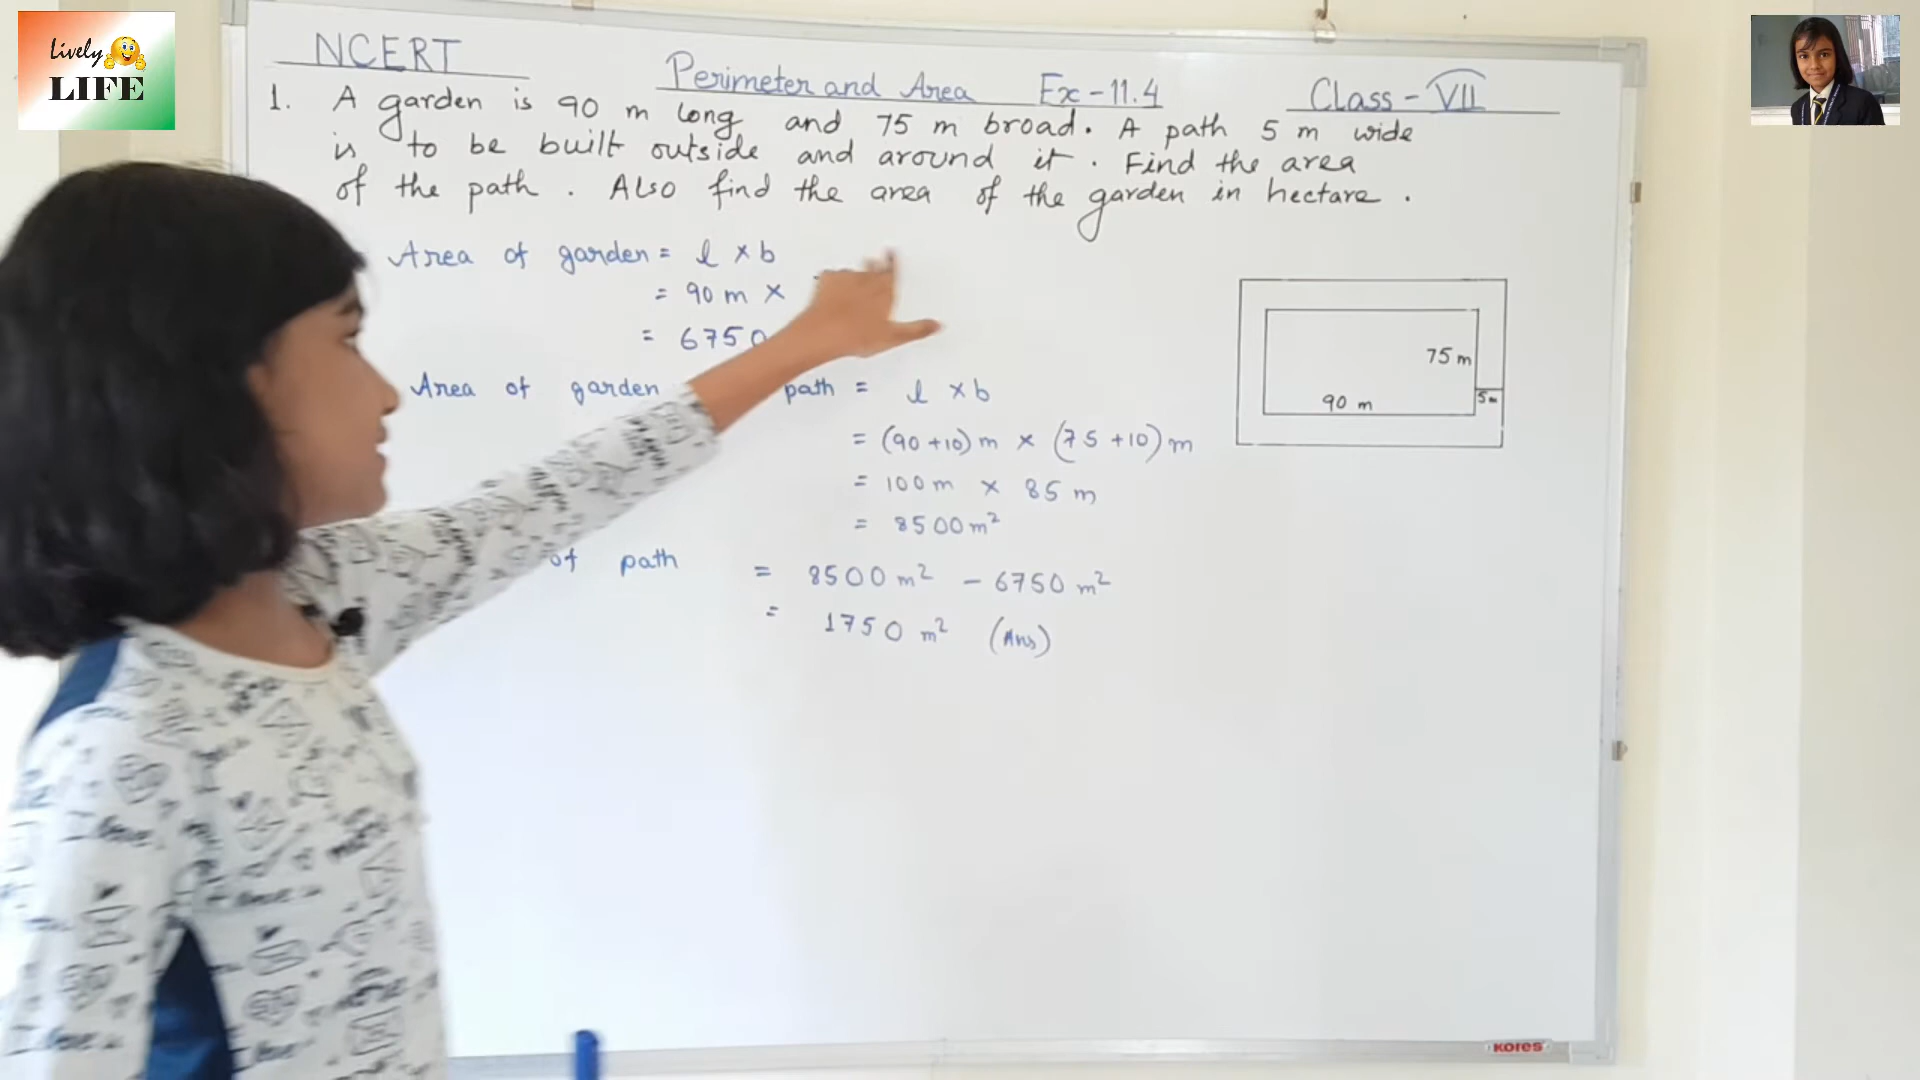 Lively
LIFE
NCERT
Perimeter and Area Ex-11.4 Class-VII
1. A garden is 90 m long and 75 m broad. A path 5 m wide
is to be built outside and around it. Find the area
of the path. Also find the area of the garden in hectare.
Area of garden = l × b
= 90 m ×
= 6750
Area of garden path = l × b
= (90+10) m × (75+10) m
= 100 m × 85 m
= 8500 m²
of path = 8500 m² - 6750 m²
= 1750 m² (Ans)
75 m
5m
90 m
KORES